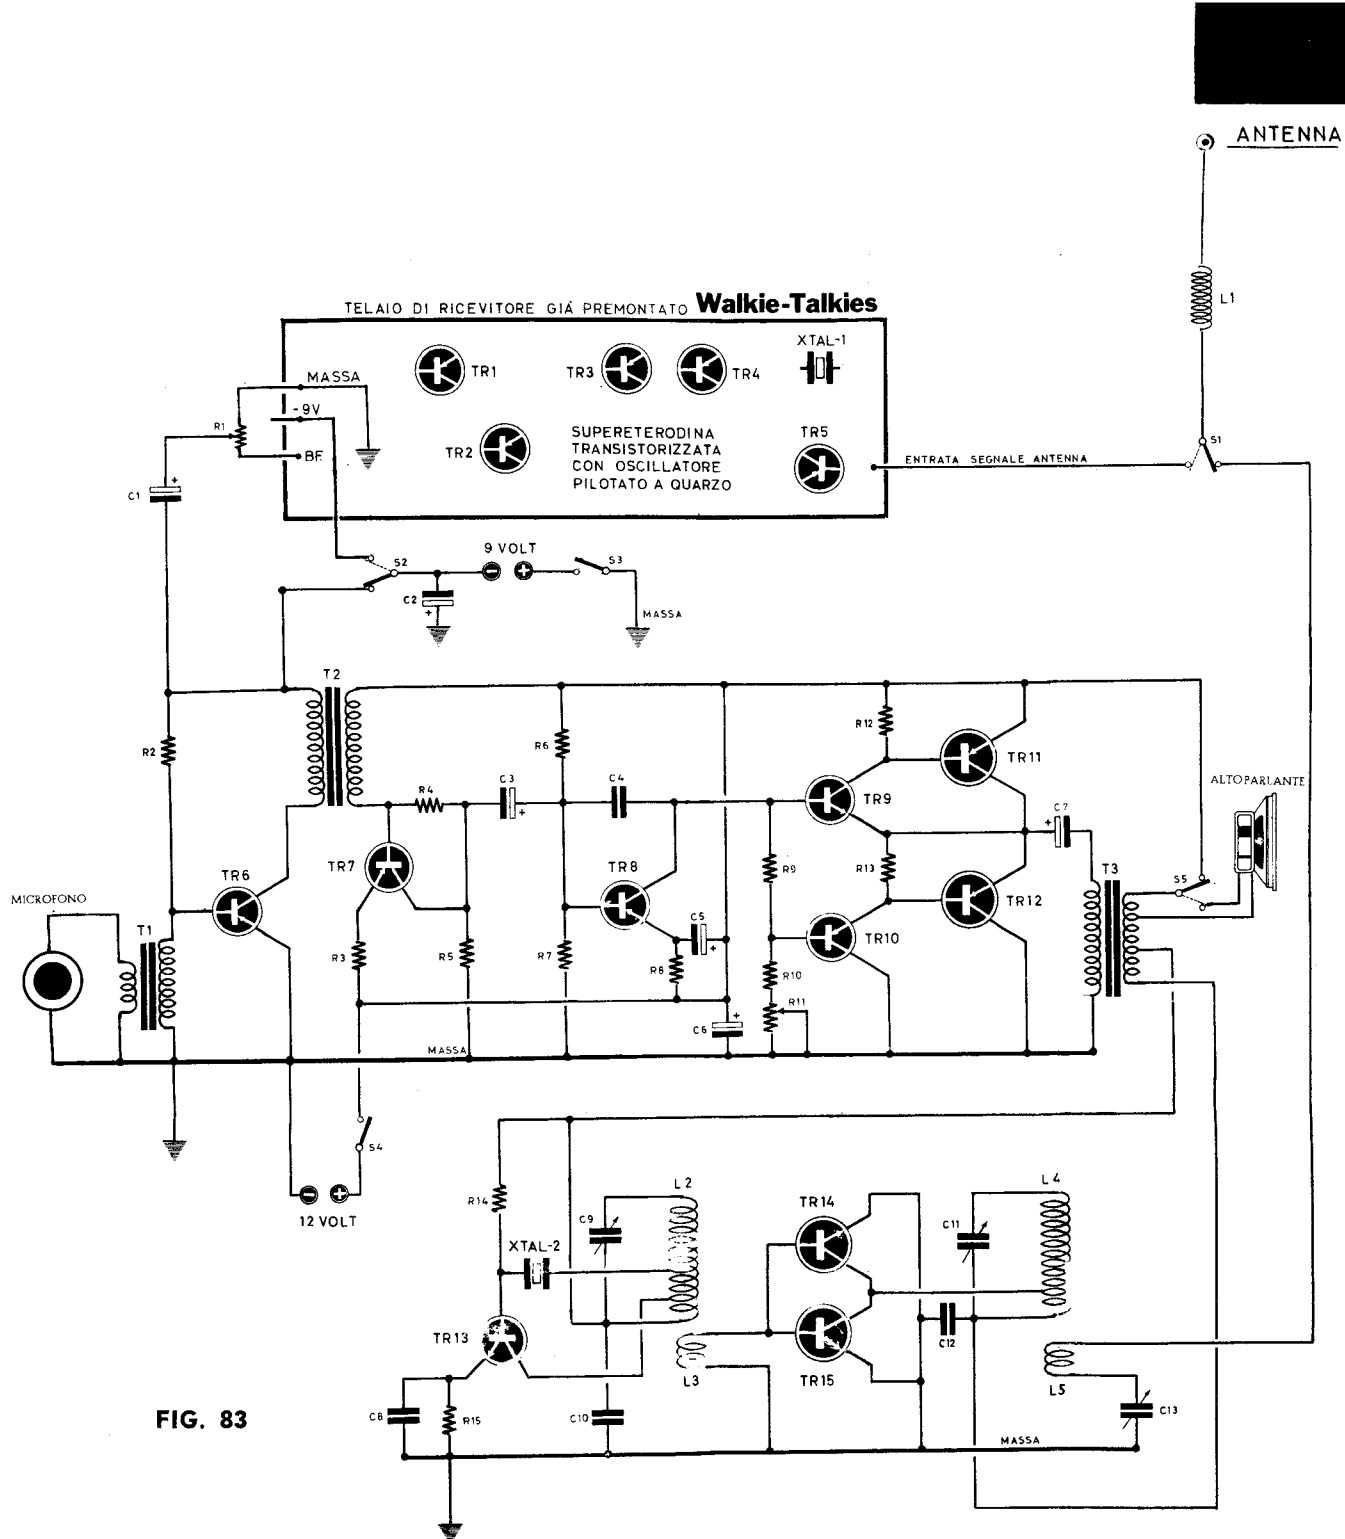 ANTENNA
L1
TELAIO DI RICEVITORE GIÀ PREMONTATO Walkie-Talkies
XTAL-1
MASSA
TR1
TR3
TR4
-9V
R1
BF.
TR2
SUPERETERODINA
TRANSISTORIZZATA
CON OSCILLATORE
PILOTATO A QUARZO
TR5
ENTRATA SEGNALE ANTENNA
S1
C1
+
S2
9 VOLT
S3
C2
+
MASSA
T2
R2
R6
R12
TR11
R4
C3
+
C4
TR9
C7
+
ALTOPARLANTE
TR7
TR8
R9
R13
T3
S5
TR6
MICROFONO
T1
C5
+
TR12
TR10
R3
R5
R7
R8
R10
R11
C6
+
MASSA
S4
12 VOLT
R14
L2
C9
TR14
L4
C11
XTAL-2
TR13
L3
TR15
C12
L5
C8
R15
C10
C13
MASSA
FIG. 83